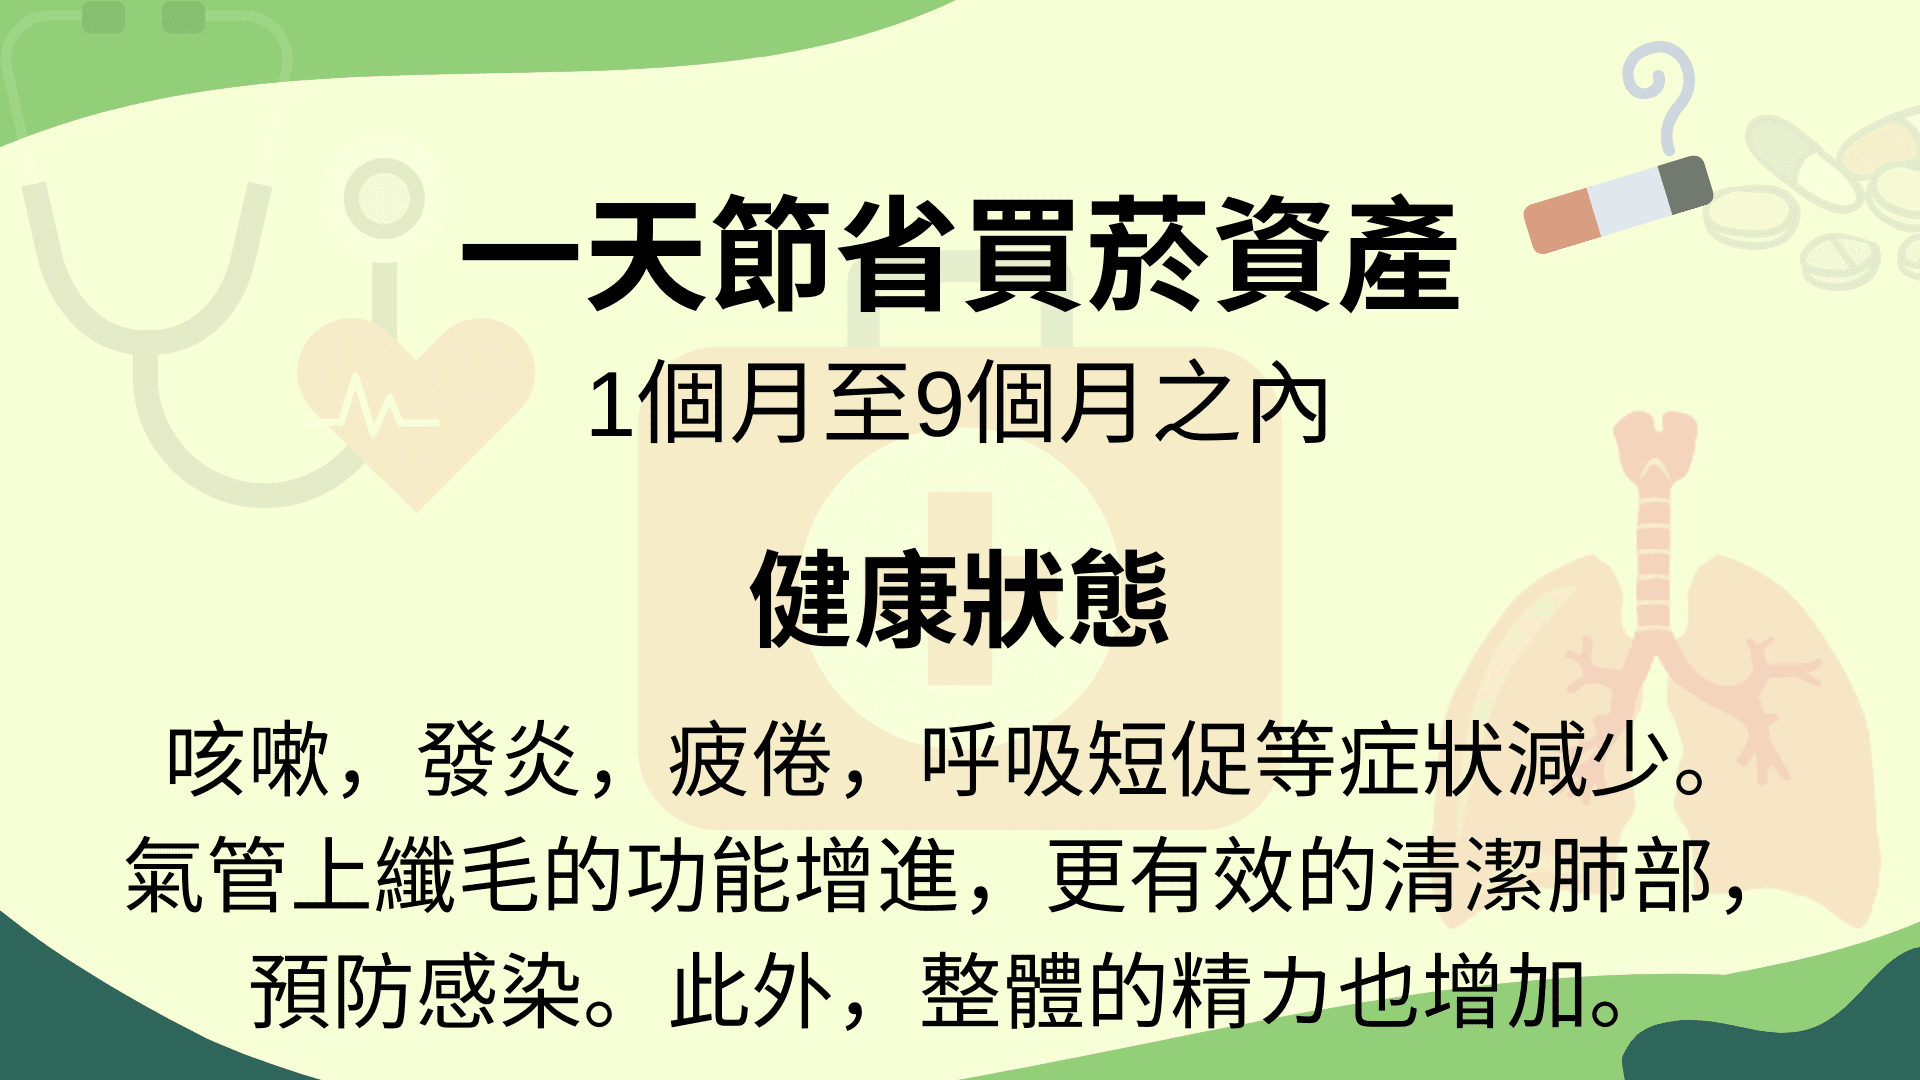 一天節省買菸資產
1個月至9個月之內
健康狀態
咳嗽，發炎，疲倦，呼吸短促等症狀減少。
氣管上纖毛的功能增進，更有效的清潔肺部，
預防感染。此外，整體的精力也增加。